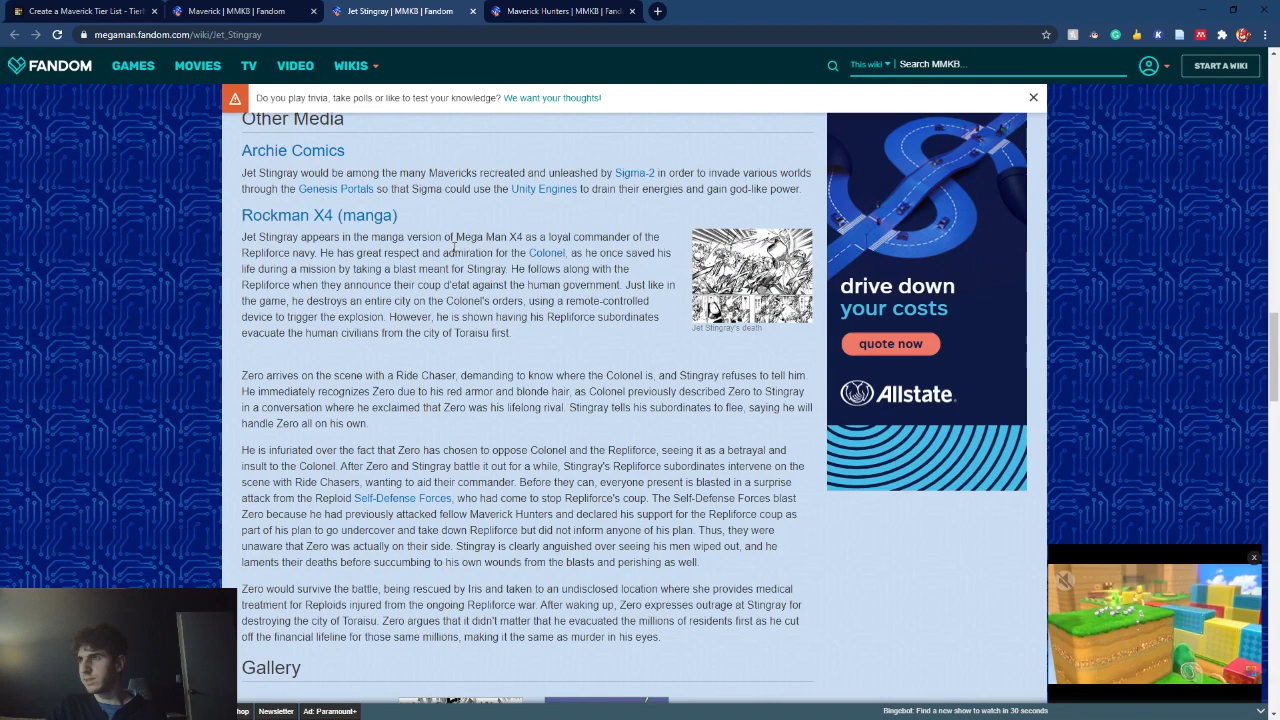 Create a Maverick Tier List - Tier
Maverick | MMKB | Fandom
Jet Stingray | MMKB | Fandom
Maverick Hunters | MMKB | Fandom
megaman.fandom.com/wiki/Jet_Stingray
FANDOM GAMES MOVIES TV VIDEO WIKIS This wiki Search MMKB... START A WIKI
Do you play trivia, take polls or like to test your knowledge? We want your thoughts!
Other Media
Archie Comics
Jet Stingray would be among the many Mavericks recreated and unleashed by Sigma-2 in order to invade various worlds
through the Genesis Portals so that Sigma could use the Unity Engines to drain their energies and gain god-like power.
Rockman X4 (manga)
Jet Stingray appears in the manga version of Mega Man X4 as a loyal commander of the
Repliforce navy. He has great respect and admiration for the Colonel, as he once saved his
life during a mission by taking a blast meant for Stingray. He follows along with the
Repliforce when they announce their coup d'etat against the human government. Just like in
the game, he destroys an entire city on the Colonel's orders, using a remote-controlled
device to trigger the explosion. However, he is shown having his Repliforce subordinates
evacuate the human civilians from the city of Toraisu first.
Jet Stingray's death
Zero arrives on the scene with a Ride Chaser, demanding to know where the Colonel is, and Stingray refuses to tell him.
He immediately recognizes Zero due to his red armor and blonde hair, as Colonel previously described Zero to Stingray
in a conversation where he exclaimed that Zero was his lifelong rival. Stingray tells his subordinates to flee, saying he will
handle Zero all on his own.
He is infuriated over the fact that Zero has chosen to oppose Colonel and the Repliforce, seeing it as a betrayal and
insult to the Colonel. After Zero and Stingray battle it out for a while, Stingray's Repliforce subordinates intervene on the
scene with Ride Chasers, wanting to aid their commander. Before they can, everyone present is blasted in a surprise
attack from the Reploid Self-Defense Forces, who had come to stop Repliforce's coup. The Self-Defense Forces blast
Zero because he had previously attacked fellow Maverick Hunters and declared his support for the Repliforce coup as
part of his plan to go undercover and take down Repliforce but did not inform anyone of his plan. Thus, they were
unaware that Zero was actually on their side. Stingray is clearly anguished over seeing his men wiped out, and he
laments their deaths before succumbing to his own wounds from the blasts and perishing as well.
Zero would survive the battle, being rescued by Iris and taken to an undisclosed location where she provides medical
treatment for Reploids injured from the ongoing Repliforce war. After waking up, Zero expresses outrage at Stingray for
destroying the city of Toraisu. Zero argues that it didn't matter that he evacuated the millions of residents first as he cut
off the financial lifeline for those same millions, making it the same as murder in his eyes.
Gallery
drive down
your costs
quote now
Allstate
hop Newsletter Ad: Paramount+
Bingebot: Find a new show to watch in 30 seconds